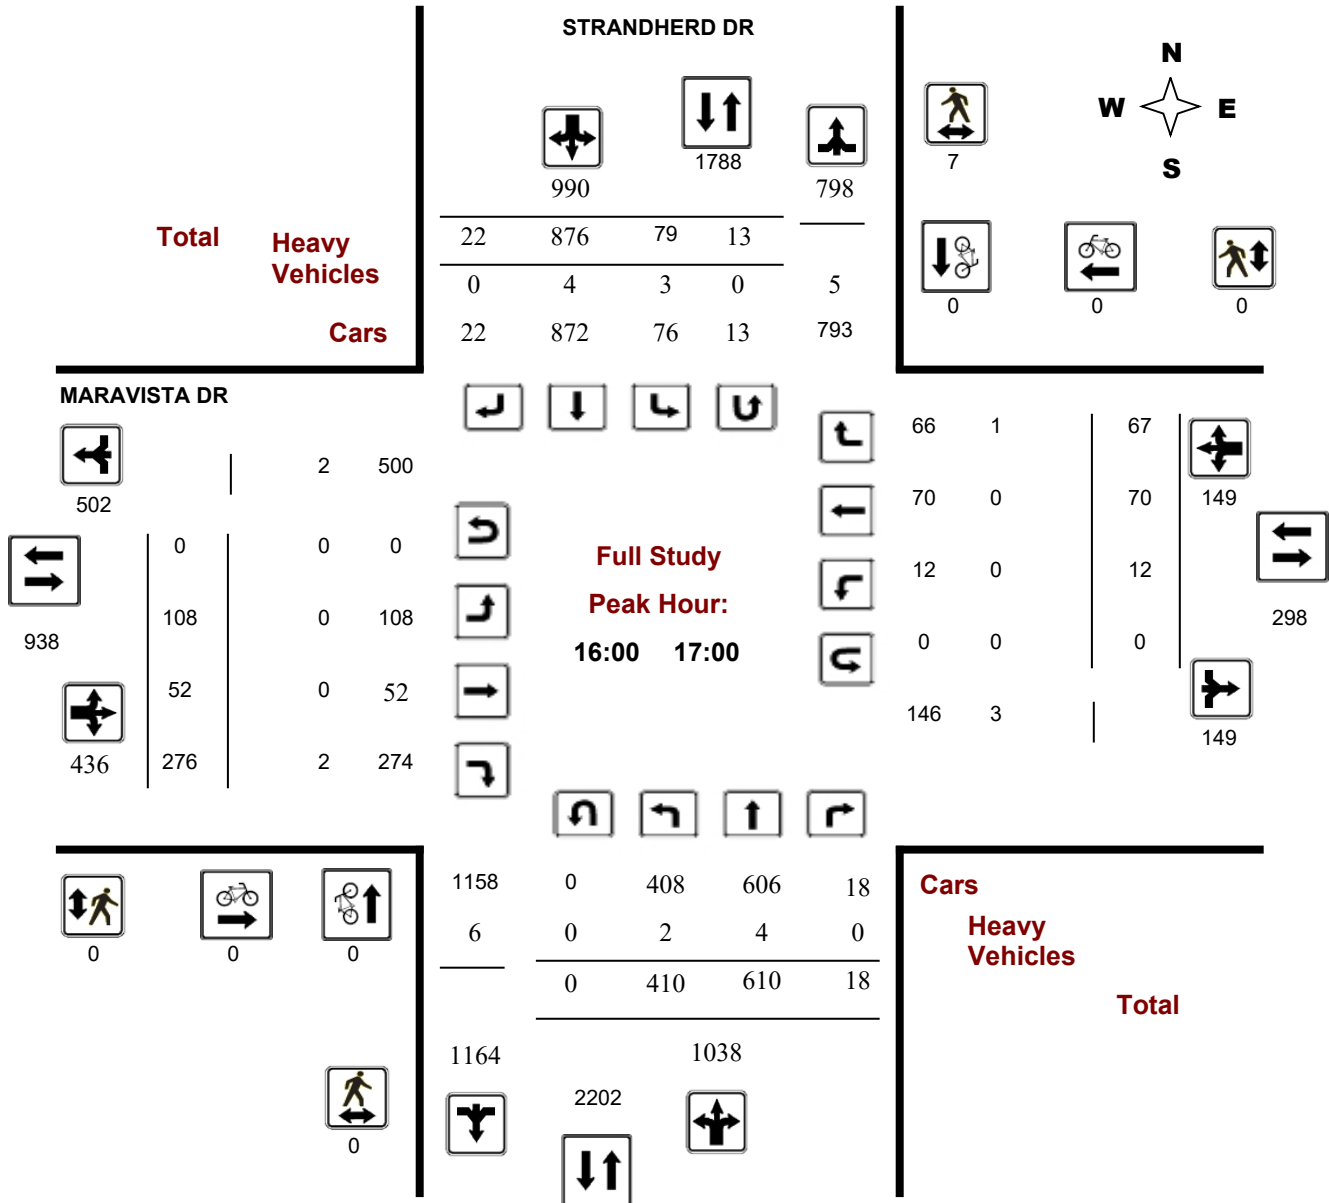 STRANDHERD DR
N
W E
S
990 1788 798 7
Total 22 876 79 13
Heavy Vehicles 0 4 3 0 5
Cars 22 872 76 13 793
0 0 0
MARAVISTA DR
502 2 500
66 1 67
149
70 0 70
0 0 0
938
12 0 12
298
108 0 108
0 0 0
52 0 52
146 3
149
436 276 2 274
Full Study
Peak Hour:
16:00 17:00
1158 0 408 606 18 Cars
6 0 2 4 0 Heavy Vehicles
0 0 0
0 410 610 18 Total
1164 1038
2202
0